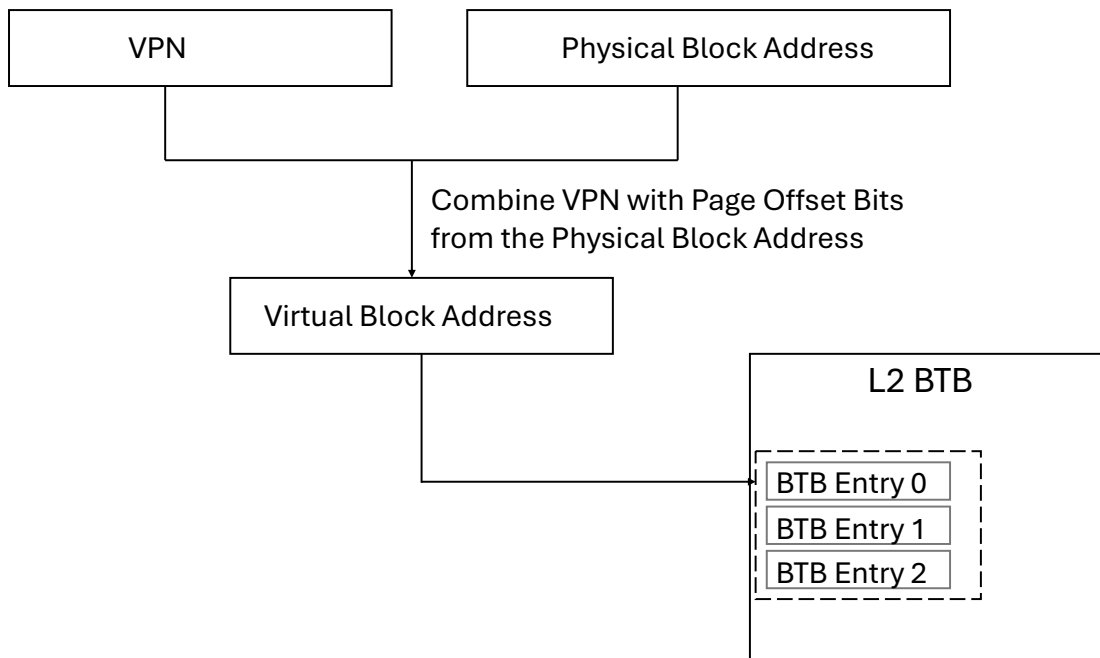 VPN
Physical Block Address
Combine VPN with Page Offset Bits
from the Physical Block Address
Virtual Block Address
L2 BTB
BTB Entry 0
BTB Entry 1
BTB Entry 2